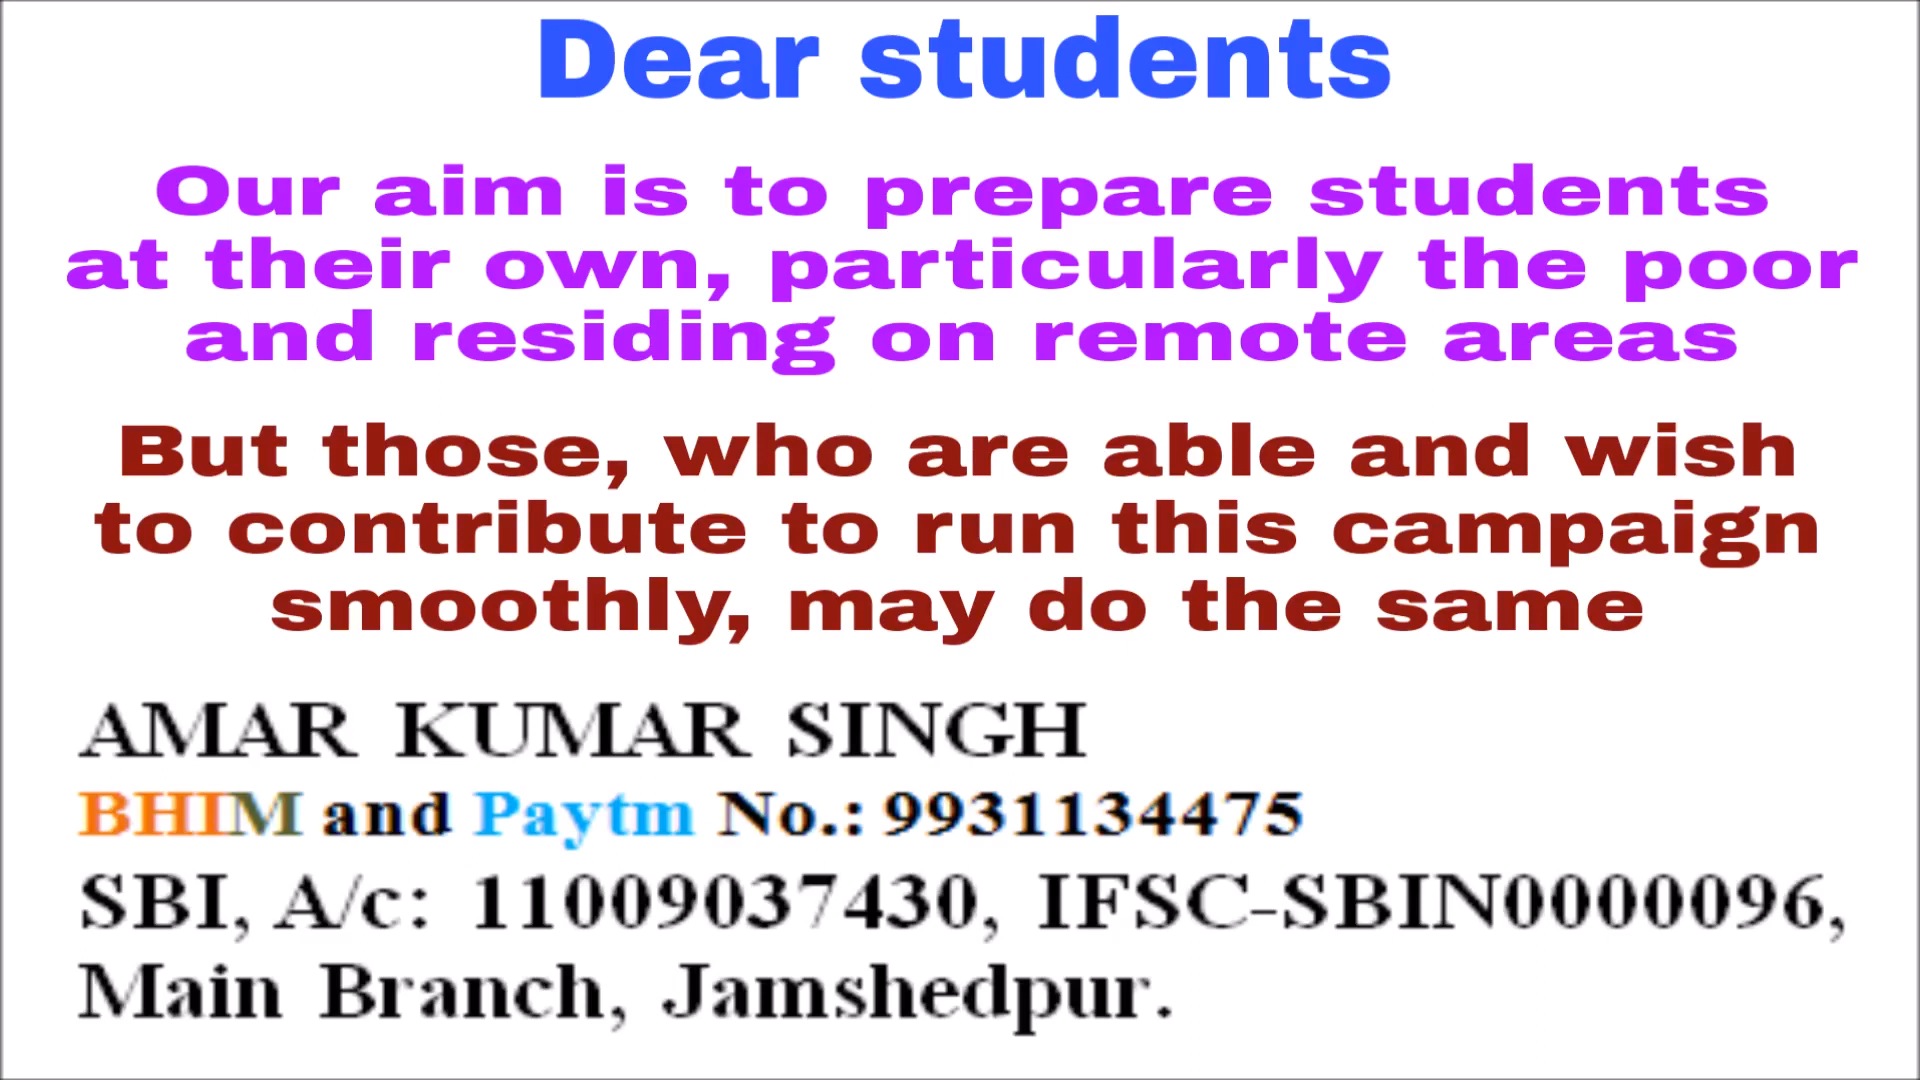 Dear students
Our aim is to prepare students
at their own, particularly the poor
and residing on remote areas
But those, who are able and wish
to contribute to run this campaign
smoothly, may do the same
AMAR KUMAR SINGH
BHIM and Paytm No.: 9931134475
SBI, A/c: 11009037430, IFSC-SBIN0000096,
Main Branch, Jamshedpur.